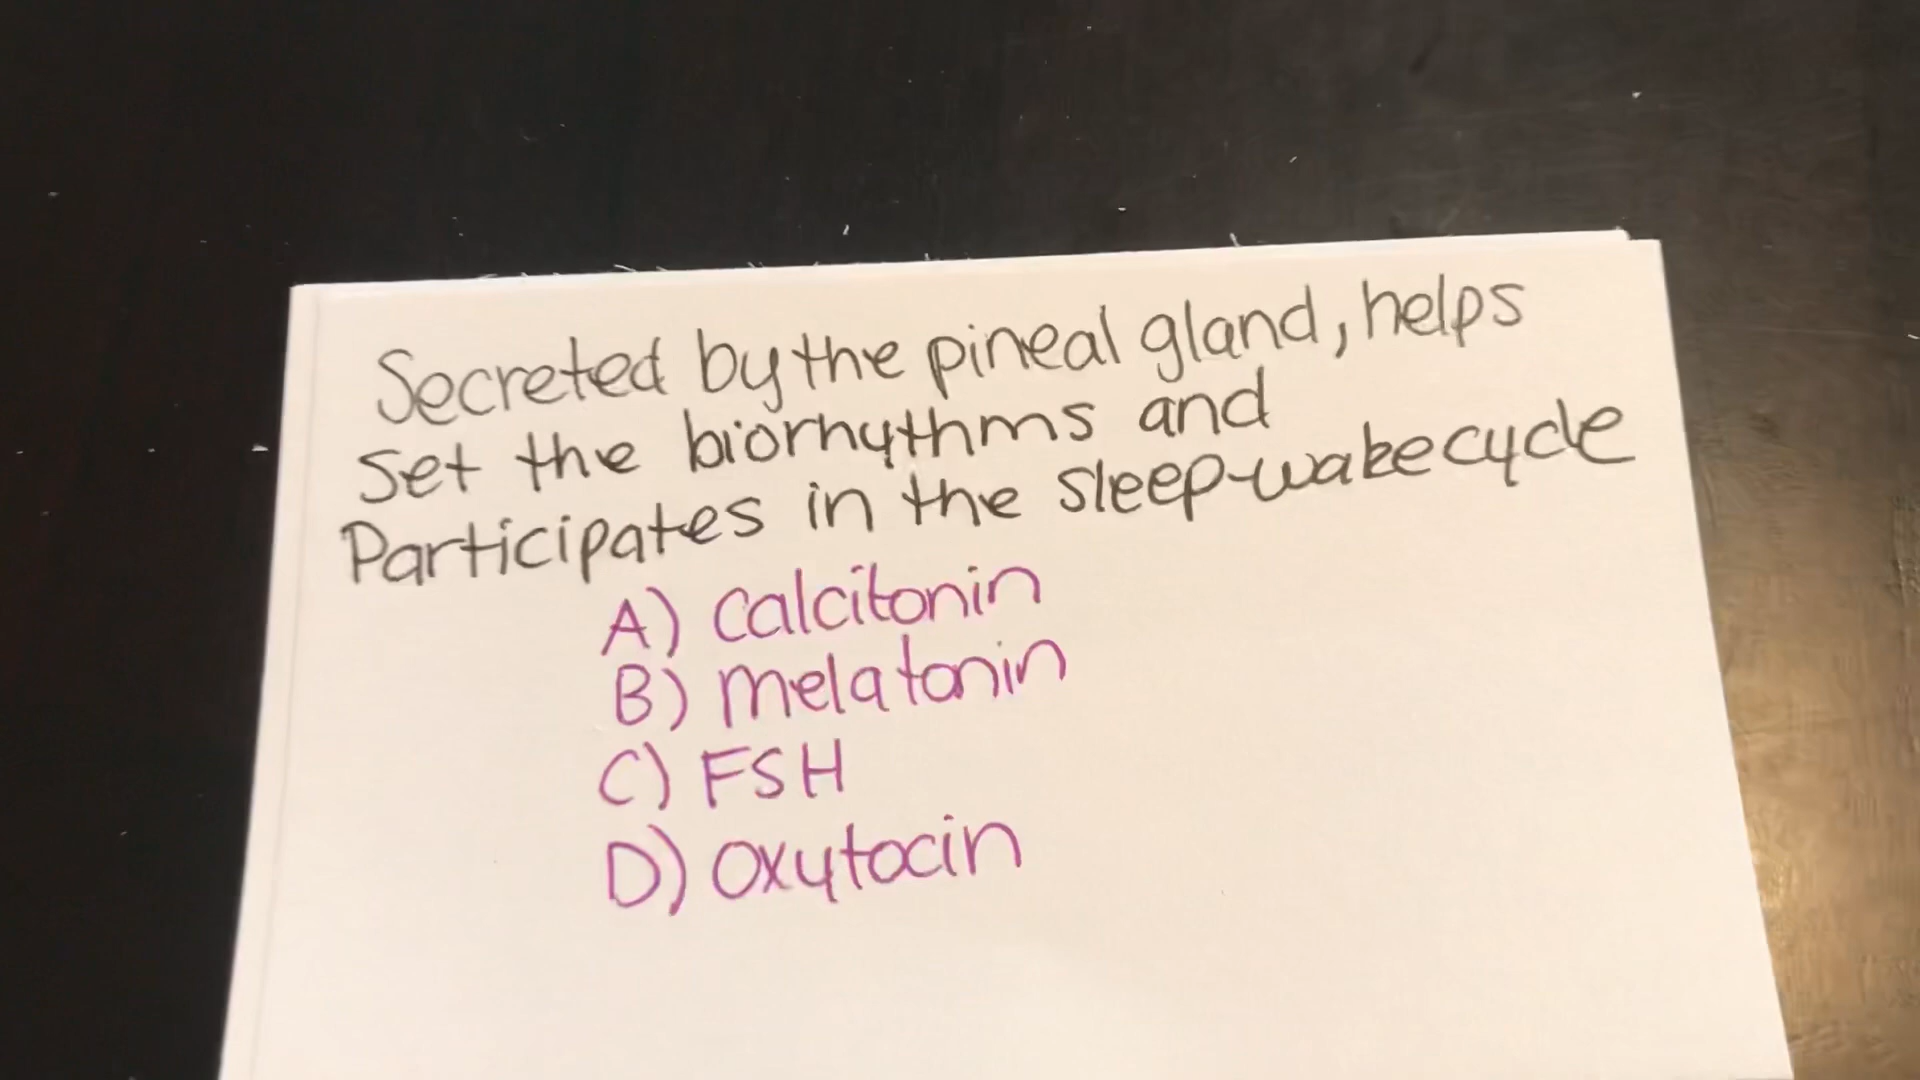 Secreted by the pineal gland, helps
set the biorhythms and
Participates in the sleep-wake cycle
A) Calcitonin
B) Melatonin
C) FSH
D) Oxytocin